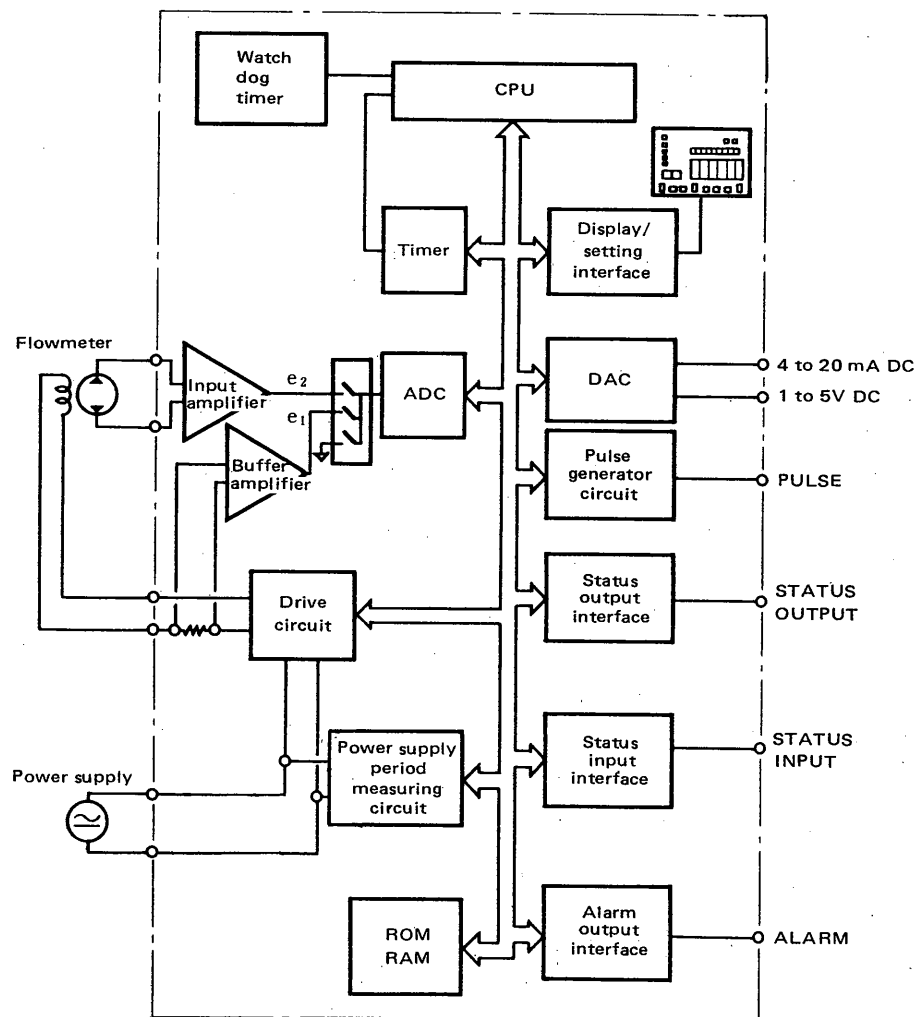 Watch
dog
timer
CPU
Timer
Display/
setting
interface
Flowmeter
Input
amplifier
e2
e1
ADC
DAC
4 to 20 mA DC
1 to 5V DC
Buffer
amplifier
Pulse
generator
circuit
PULSE
Drive
circuit
Status
output
interface
STATUS
OUTPUT
Power supply
period
measuring
circuit
Status
input
interface
STATUS
INPUT
Power supply
ROM
RAM
Alarm
output
interface
ALARM